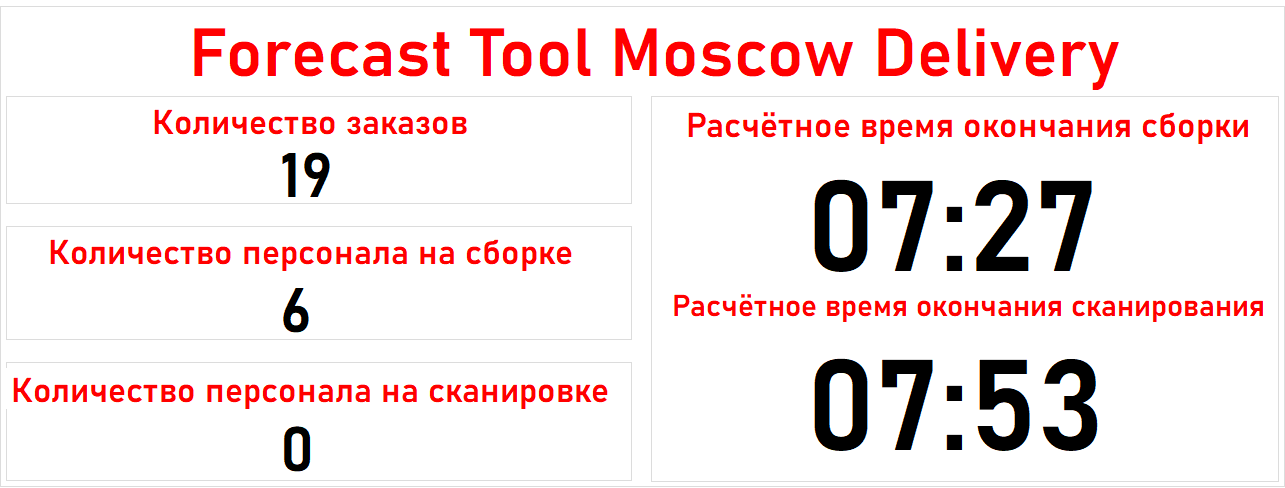 Forecast Tool Moscow Delivery
Количество заказов
19
Количество персонала на сборке
6
Количество персонала на сканировке
0
Расчётное время окончания сборки
07:27
Расчётное время окончания сканирования
07:53